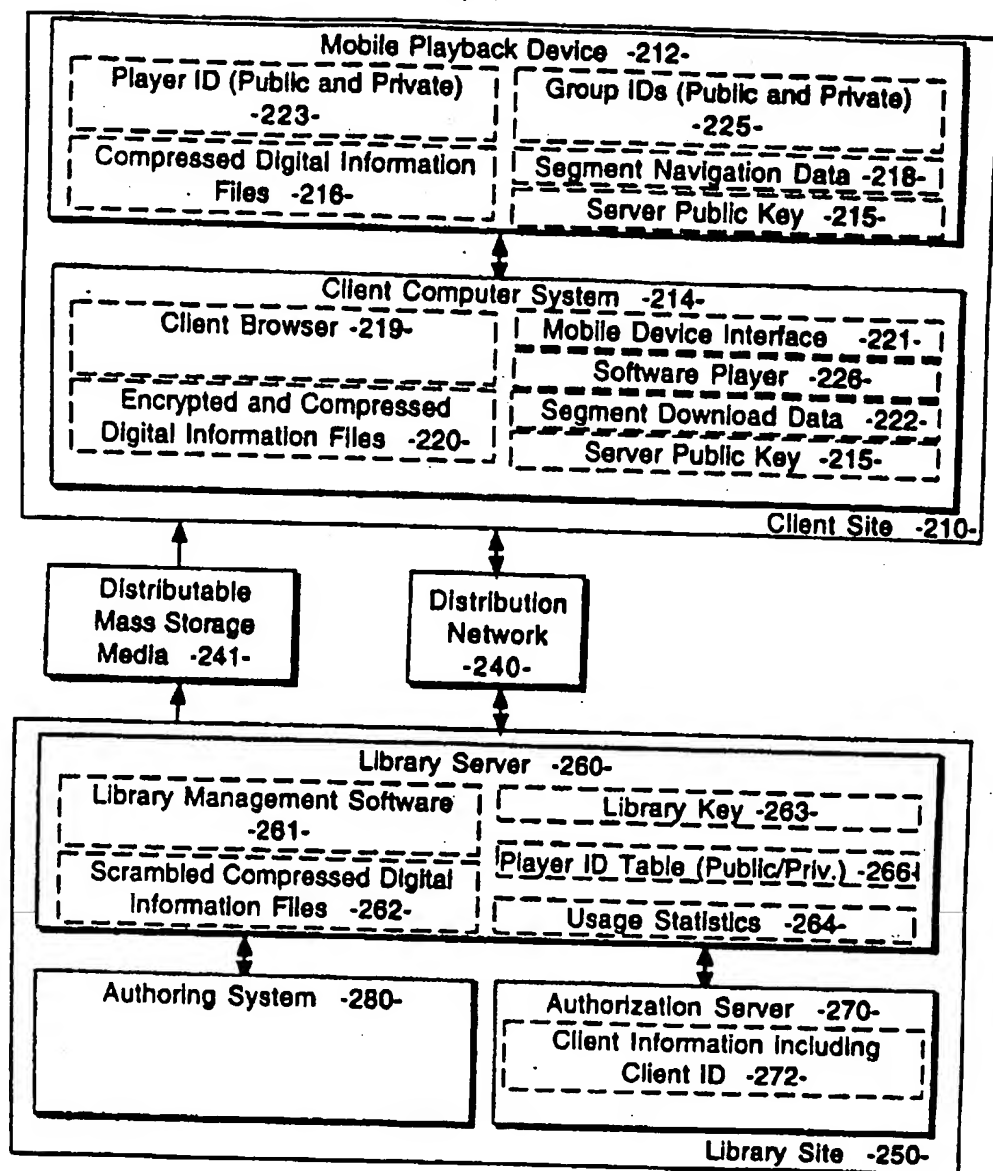 Mobile Playback Device -212-
Player ID (Public and Private)
-223-
Group IDs (Public and Private)
-225-
Compressed Digital Information
Files -216-
Segment Navigation Data -218-
Server Public Key -215-
Client Computer System -214-
Client Browser -219-
Mobile Device Interface -221-
Software Player -226-
Encrypted and Compressed
Digital Information Files -220-
Segment Download Data -222-
Server Public Key -215-
Client Site -210-
Distributable
Mass Storage
Media -241-
Distribution
Network
-240-
Library Server -260-
Library Management Software
-261-
Library Key -263-
Player ID Table (Public/Priv.) -266-
Scrambled Compressed Digital
Information Files -262-
Usage Statistics -264-
Authoring System -280-
Authorization Server -270-
Client Information including
Client ID -272-
Library Site -250-